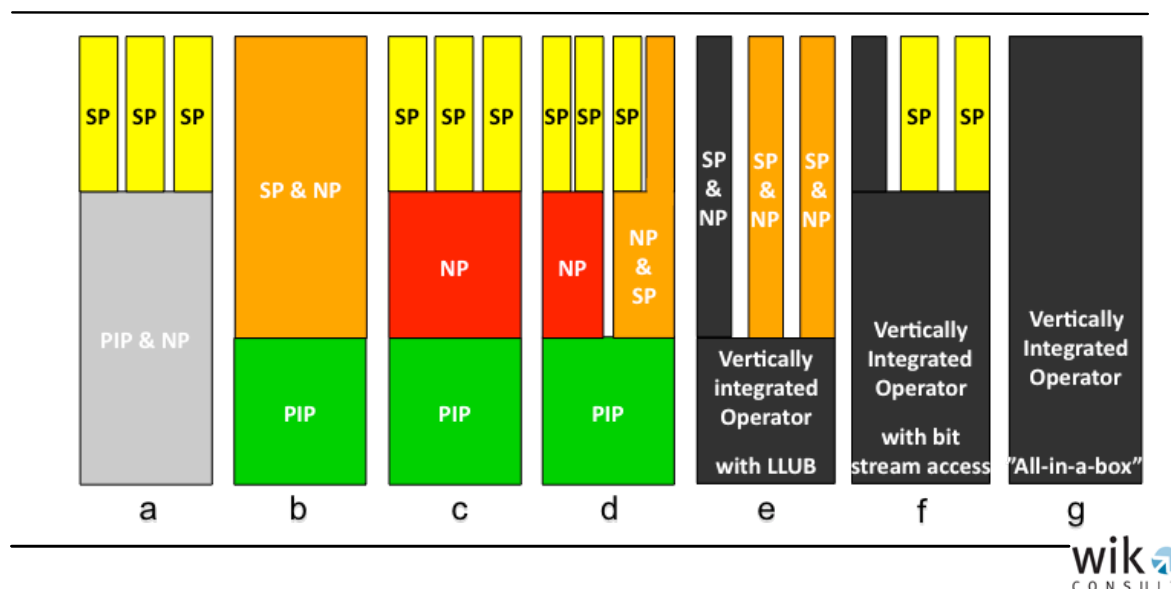 SP SP SP
PIP & NP
a
SP & NP
PIP
b
SP SP SP
NP
PIP
c
SP SP SP
NP
NP
&
SP
PIP
d
SP
&
NP
SP
&
NP
SP
&
NP
Vertically
integrated
Operator
with LLUB
e
SP SP
Vertically
Integrated
Operator
with bit
stream access
f
Vertically
Integrated
Operator
"All-in-a-box"
g
wik